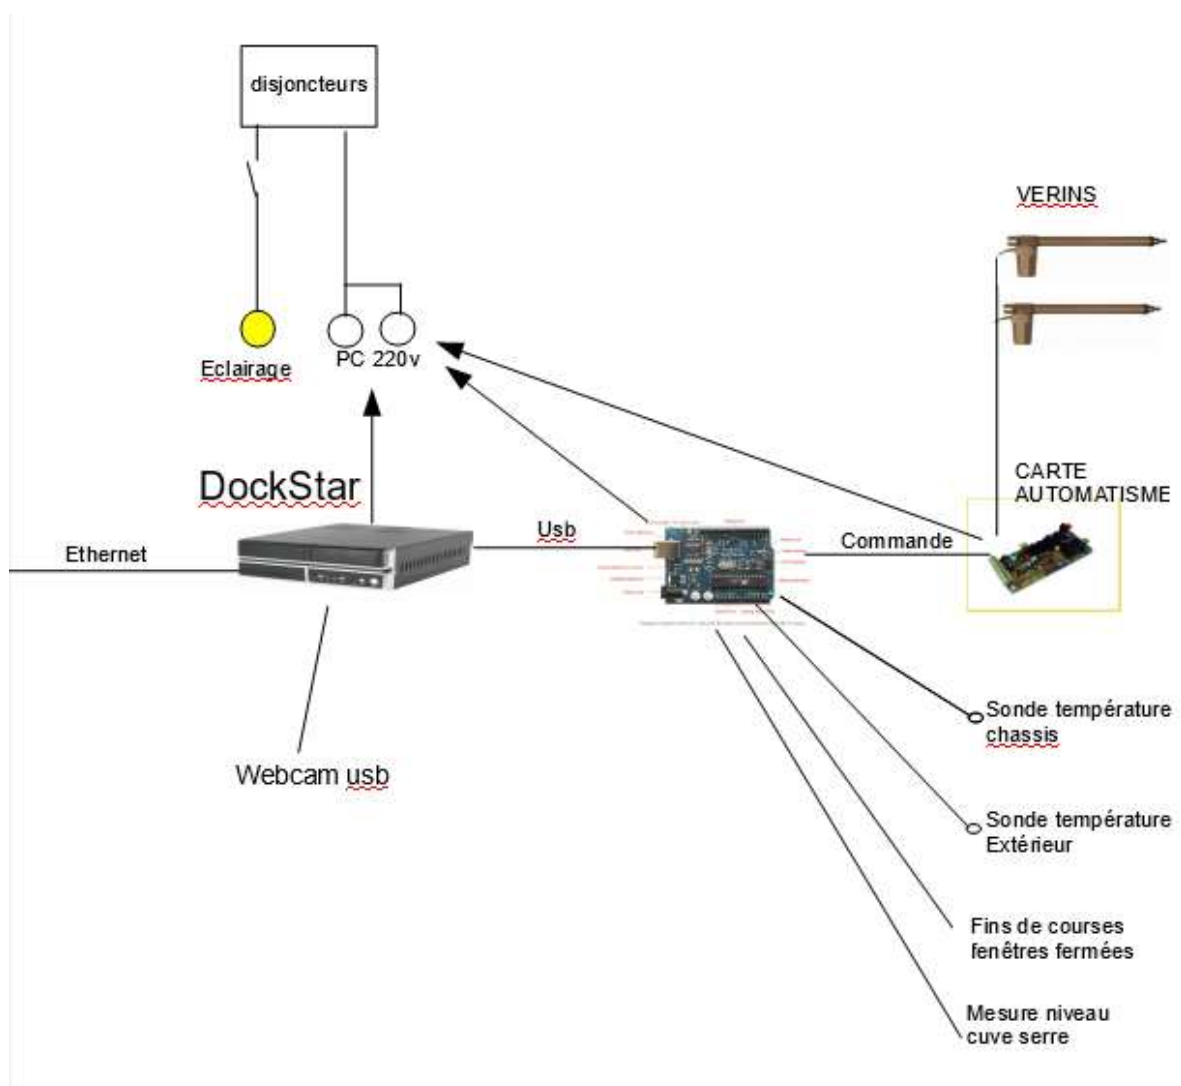 disjoncteurs
VERINS
PC 220v
Eclairage
DockStar
CARTE
AUTOMATISME
Ethernet
Usb
Commande
Sonde température
chassis
Webcam usb
Sonde température
Extérieur
Fins de courses
fenêtres fermées
Mesure niveau
cuve serre